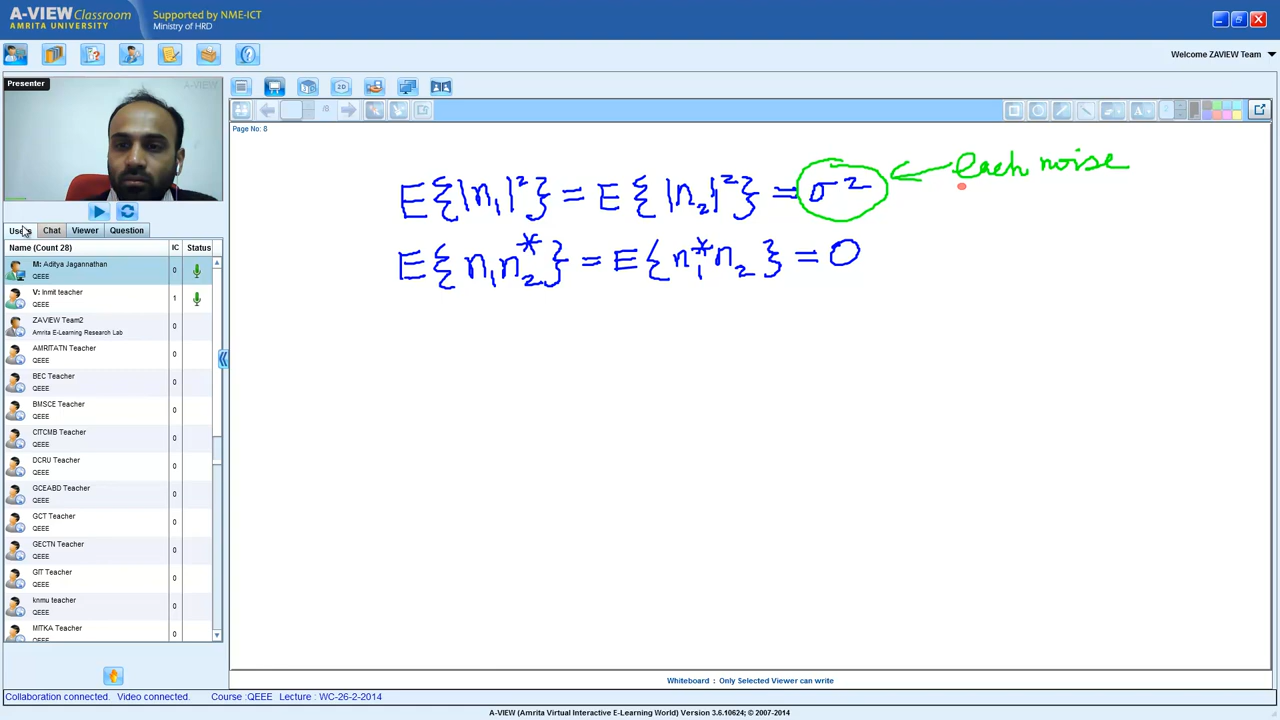 A-VIEW Classroom
AMRITA UNIVERSITY
Supported by NME-ICT
Ministry of HRD
Welcome ZAVIEW Team
Presenter
A-VIEW
/8
Page No: 8
E{|n₁|²} = E{|n₂|²} = σ² ← each noise
E{n₁n₂*} = E{n₁*n₂} = 0
Chat Viewer Question
Name (Count 28) IC Status
M: Aditya Jagannathan 0
QEEE
V: Inmit teacher 1
QEEE
ZAVIEW Team2 0
Amrita E-Learning Research Lab
AMRITATN Teacher 0
QEEE
BEC Teacher 0
QEEE
BMSCE Teacher 0
QEEE
CITCMB Teacher 0
QEEE
DCRU Teacher 0
QEEE
GCEABD Teacher 0
QEEE
GCT Teacher 0
QEEE
GECTN Teacher 0
QEEE
GIT Teacher 0
QEEE
knmu teacher 0
QEEE
MITKA Teacher 0
Whiteboard : Only Selected Viewer can write
Collaboration connected. Video connected. Course :QEEE Lecture : WC-26-2-2014
A-VIEW (Amrita Virtual Interactive E-Learning World) Version 3.6.10624; © 2007-2014